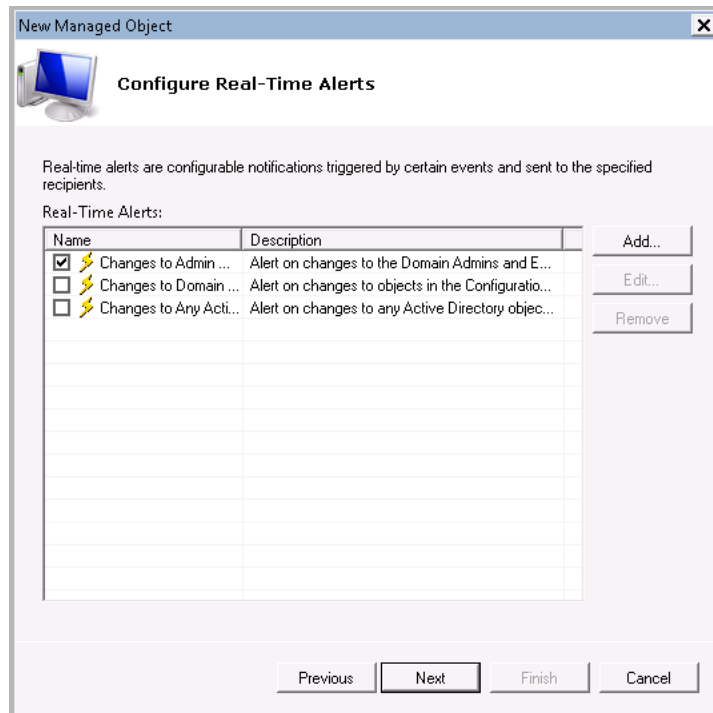 New Managed Object
Configure Real-Time Alerts
Real-time alerts are configurable notifications triggered by certain events and sent to the specified
recipients.
Real-Time Alerts:
Name Description
Changes to Admin ... Alert on changes to the Domain Admins and E...
Changes to Domain ... Alert on changes to objects in the Configuratio...
Changes to Any Acti... Alert on changes to any Active Directory objec...
Add...
Edit...
Remove
Previous Next Finish Cancel